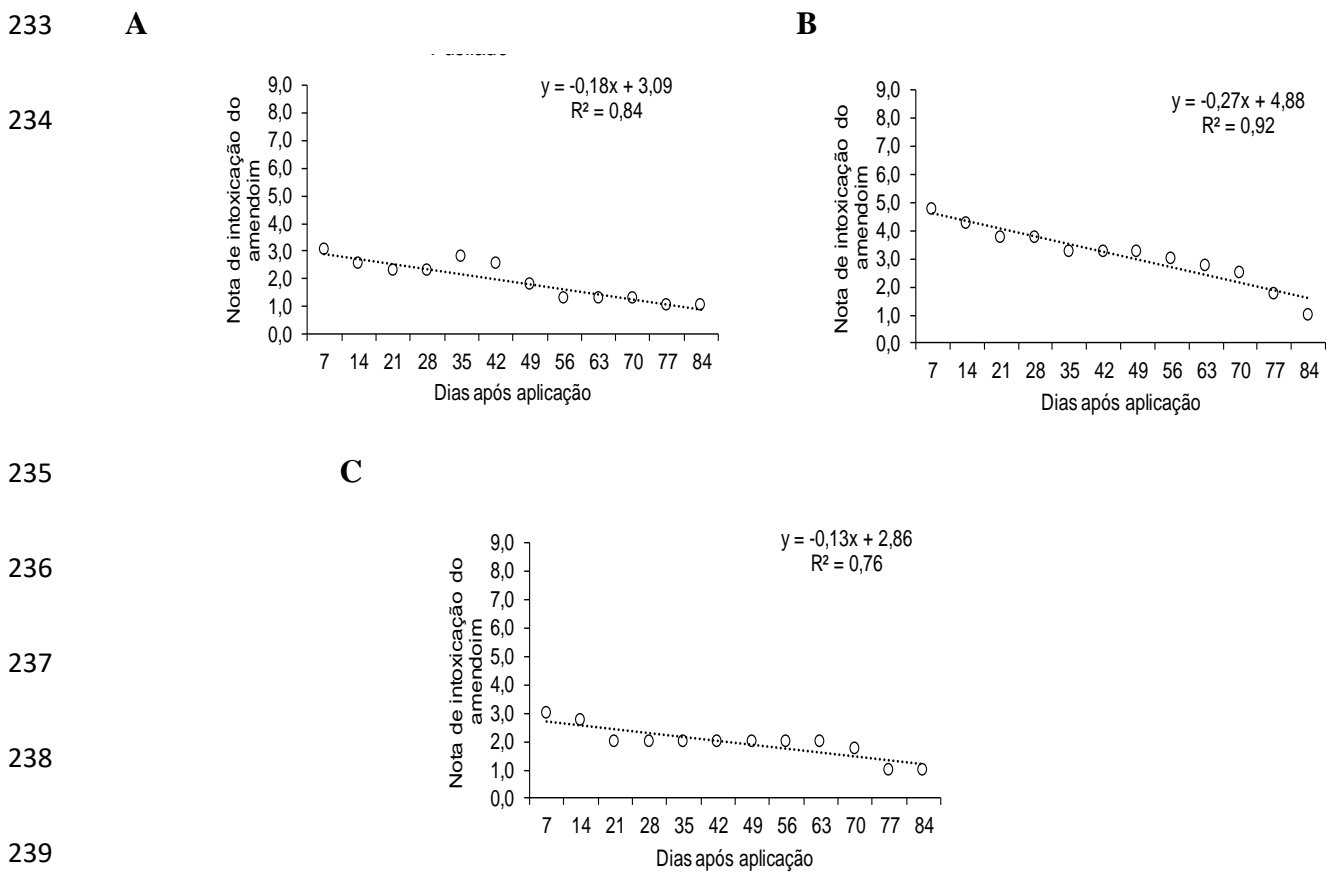 233 A B
234
y = -0,18x + 3,09
R² = 0,84
9,0
8,0
7,0
6,0
5,0
4,0
3,0
2,0
1,0
0,0
Nota de intoxicação do
amendoim
7 14 21 28 35 42 49 56 63 70 77 84
Dias após aplicação
y = -0,27x + 4,88
R² = 0,92
9,0
8,0
7,0
6,0
5,0
4,0
3,0
2,0
1,0
0,0
Nota de intoxicação do
amendoim
7 14 21 28 35 42 49 56 63 70 77 84
Dias após aplicação
235 C
236
237
238
239
y = -0,13x + 2,86
R² = 0,76
9,0
8,0
7,0
6,0
5,0
4,0
3,0
2,0
1,0
0,0
Nota de intoxicação do
amendoim
7 14 21 28 35 42 49 56 63 70 77 84
Dias após aplicação